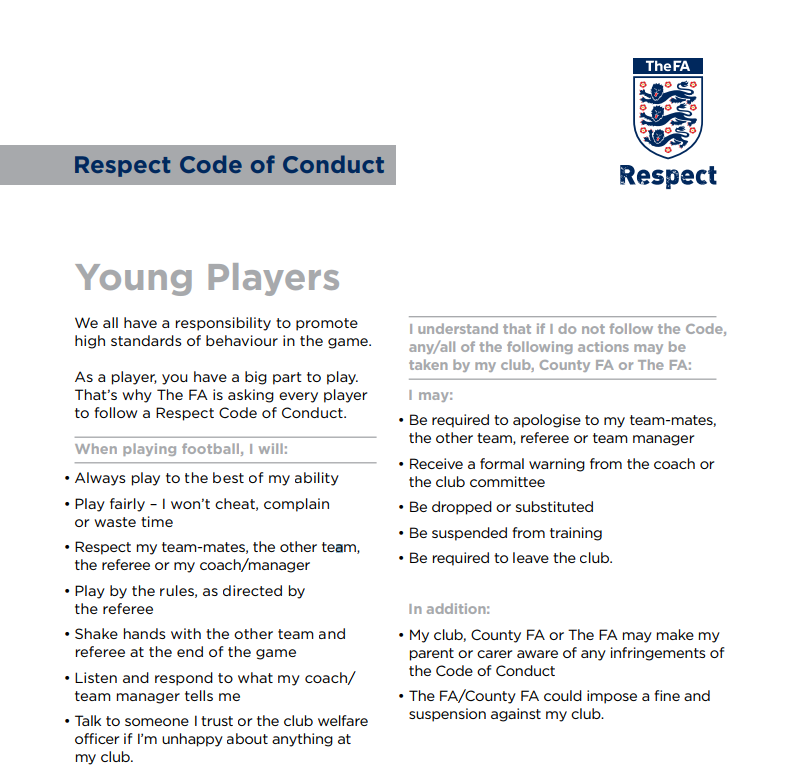 The FA
Respect
Respect Code of Conduct
Young Players
We all have a responsibility to promote
high standards of behaviour in the game.
As a player, you have a big part to play.
That's why The FA is asking every player
to follow a Respect Code of Conduct.
When playing football, I will:
• Always play to the best of my ability
• Play fairly – I won't cheat, complain
or waste time
• Respect my team-mates, the other team,
the referee or my coach/manager
• Play by the rules, as directed by
the referee
• Shake hands with the other team and
referee at the end of the game
• Listen and respond to what my coach/
team manager tells me
• Talk to someone I trust or the club welfare
officer if I'm unhappy about anything at
my club.
I understand that if I do not follow the Code,
any/all of the following actions may be
taken by my club, County FA or The FA:
I may:
• Be required to apologise to my team-mates,
the other team, referee or team manager
• Receive a formal warning from the coach or
the club committee
• Be dropped or substituted
• Be suspended from training
• Be required to leave the club.
In addition:
• My club, County FA or The FA may make my
parent or carer aware of any infringements of
the Code of Conduct
• The FA/County FA could impose a fine and
suspension against my club.